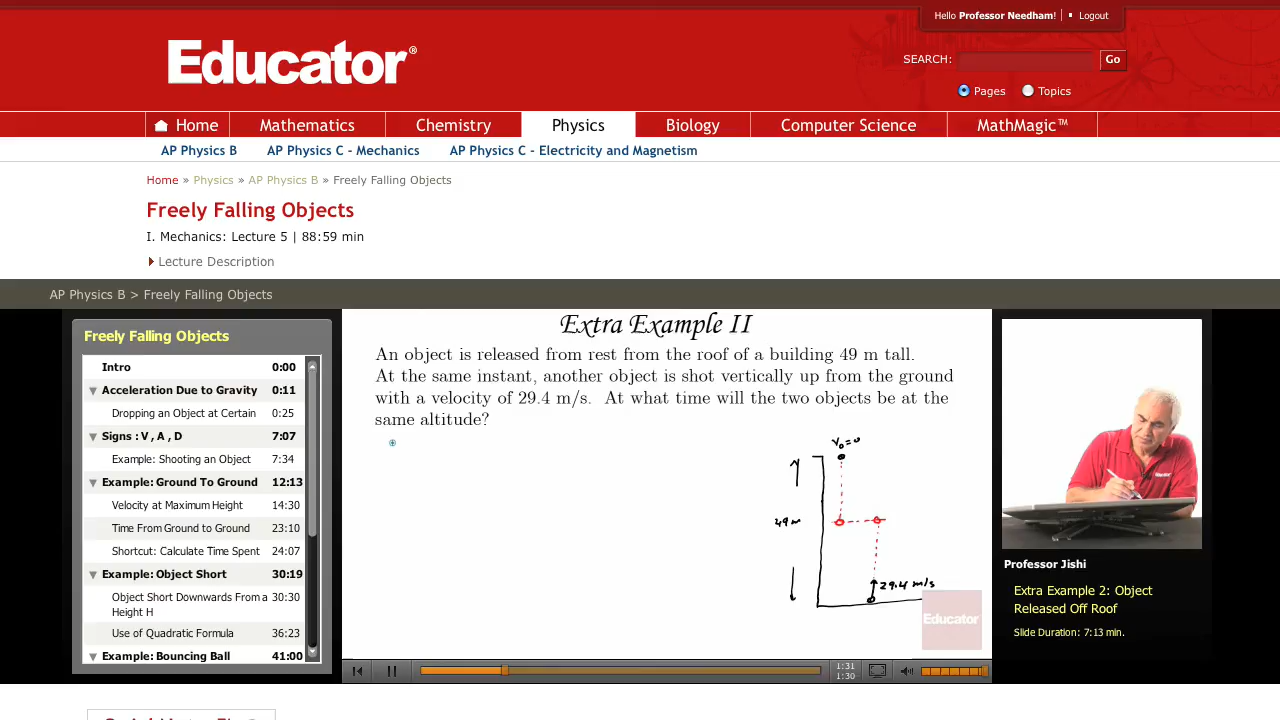 Hello Professor Needham! Logout
Educator®
SEARCH: Go
Pages Topics
Home Mathematics Chemistry Physics Biology Computer Science MathMagic™
AP Physics B AP Physics C - Mechanics AP Physics C - Electricity and Magnetism
Home » Physics » AP Physics B » Freely Falling Objects
Freely Falling Objects
I. Mechanics: Lecture 5 | 88:59 min
Lecture Description
AP Physics B > Freely Falling Objects
Freely Falling Objects
Intro 0:00
Acceleration Due to Gravity 0:11
Dropping an Object at Certain 0:25
Signs : V , A , D 7:07
Example: Shooting an Object 7:34
Example: Ground To Ground 12:13
Velocity at Maximum Height 14:30
Time From Ground to Ground 23:10
Shortcut: Calculate Time Spent 24:07
Example: Object Short 30:19
Object Short Downwards From a 30:30
Height H
Use of Quadratic Formula 36:23
Example: Bouncing Ball 41:00
Extra Example II
An object is released from rest from the roof of a building 49 m tall.
At the same instant, another object is shot vertically up from the ground
with a velocity of 29.4 m/s. At what time will the two objects be at the
same altitude?
V₀=0
49 m
29.4 m/s
Educator
1:31
1:30
Professor Jishi
Extra Example 2: Object
Released Off Roof
Slide Duration: 7:13 min.